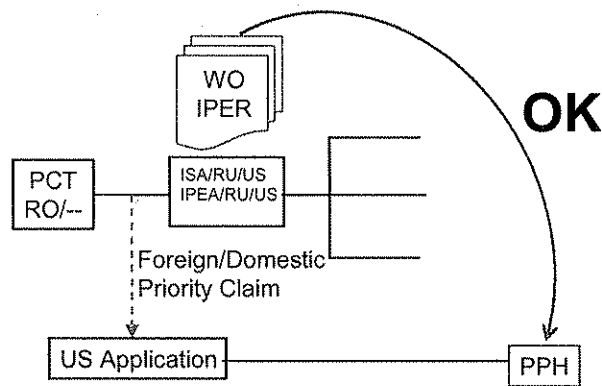 WO
IPER
OK
PCT
RO/--
ISA/RU/US
IPEA/RU/US
Foreign/Domestic
Priority Claim
US Application
PPH